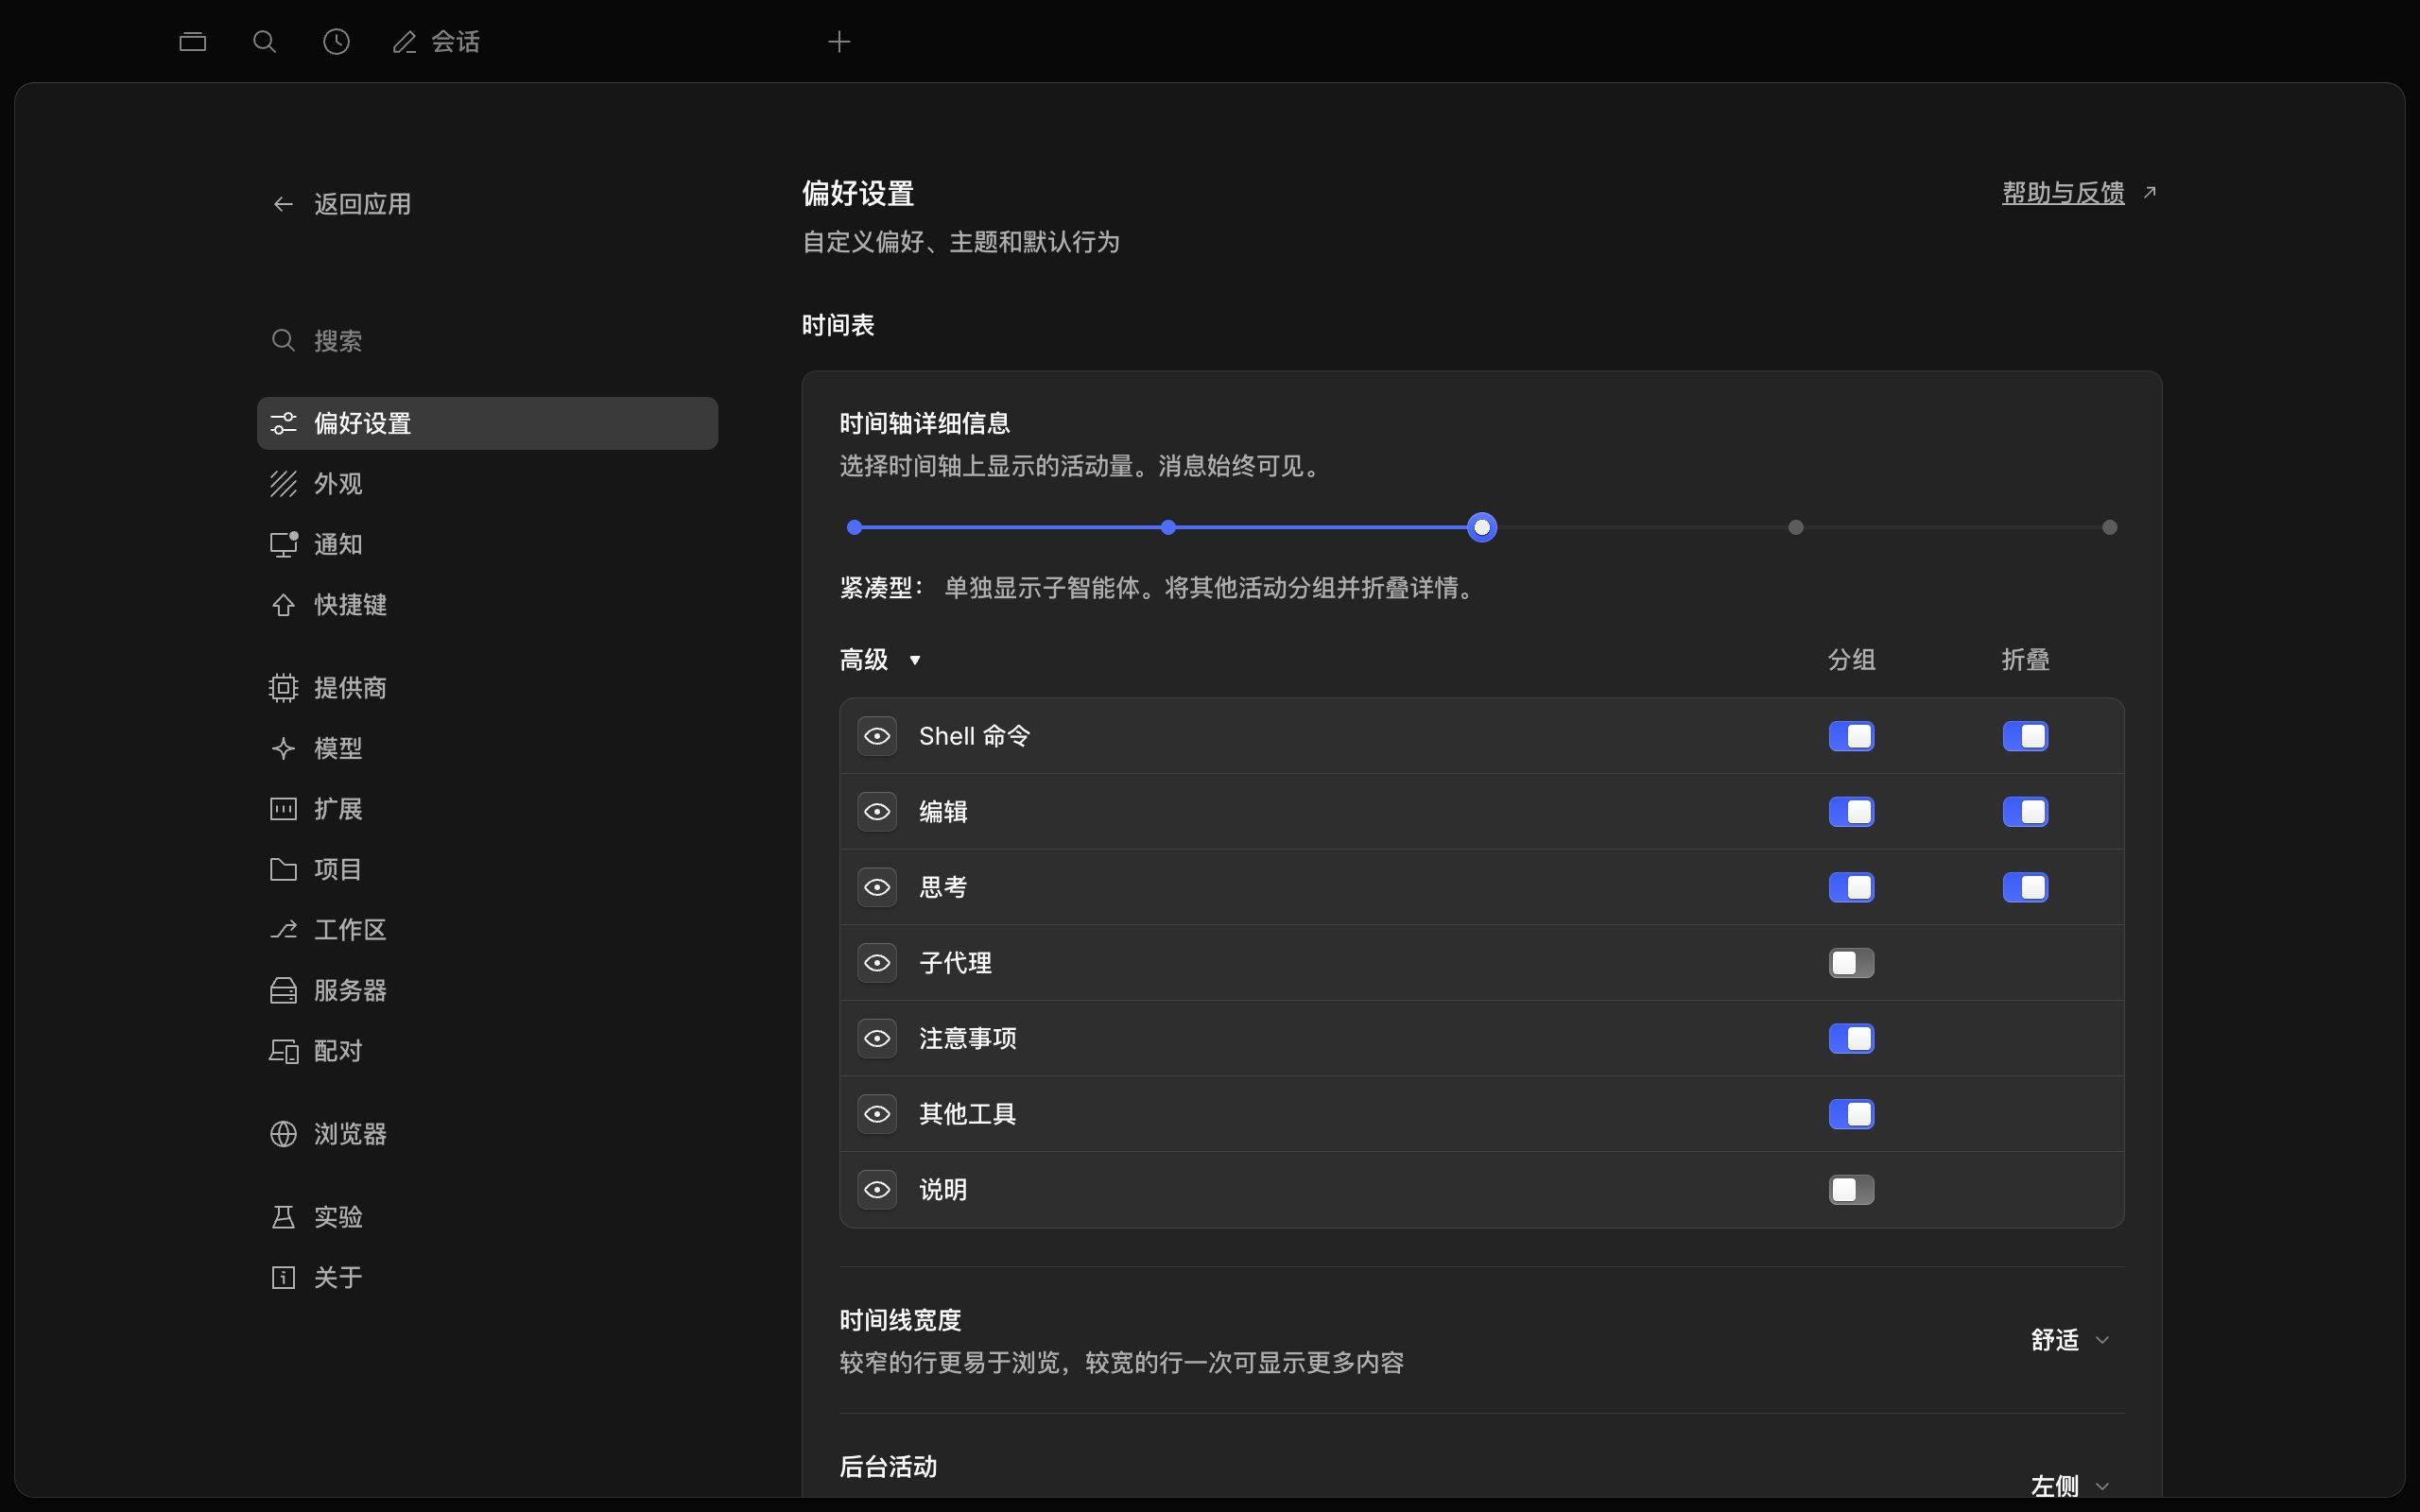 会话
返回应用
搜索
偏好设置
外观
通知
快捷键
提供商
模型
扩展
项目
工作区
服务器
配对
浏览器
实验
关于
偏好设置
帮助与反馈
自定义偏好、主题和默认行为
时间表
时间轴详细信息
选择时间轴上显示的活动量。消息始终可见。
紧凑型： 单独显示子智能体。将其他活动分组并折叠详情。
高级 分组 折叠
Shell 命令
编辑
思考
子代理
注意事项
其他工具
说明
时间线宽度
舒适
较窄的行更易于浏览，较宽的行一次可显示更多内容
后台活动
左侧